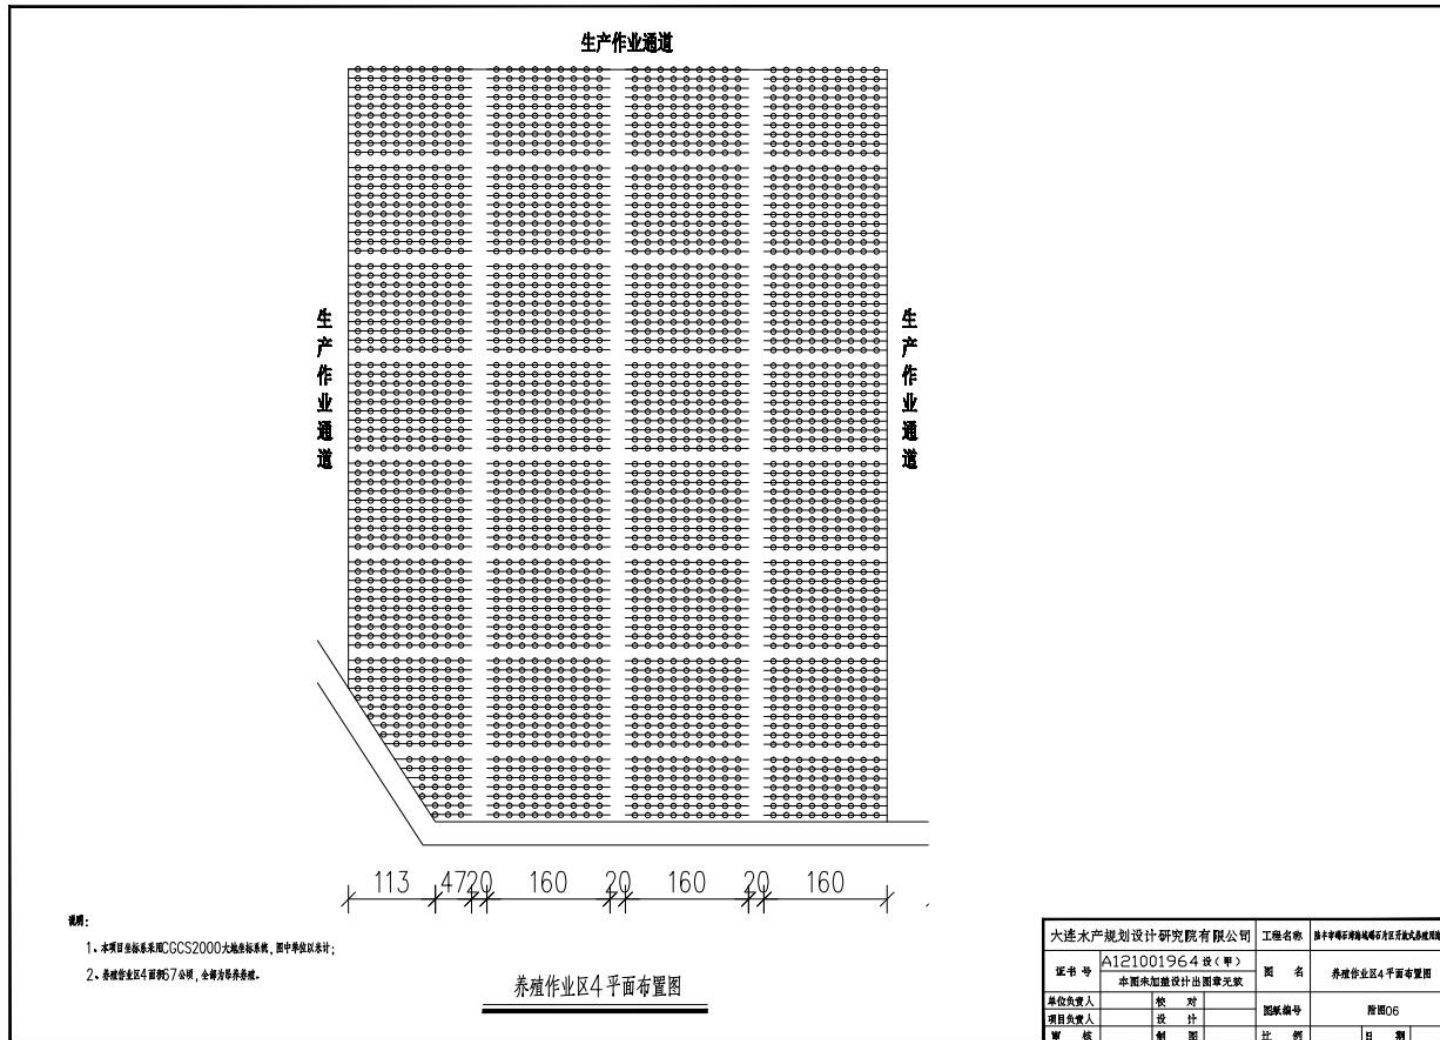 生产作业通道
生产作业通道
生产作业通道
113 47 20 160 20 160 20 160
说明：
1、本项目坐标系采用CGCS2000大地坐标系统，图中单位以米计；
2、养殖作业区4面积67公顷，全部为吊养养殖。
养殖作业区4平面布置图
大连水产规划设计研究院有限公司 工程名称
证书号 A121001964设（甲） 图名 养殖作业区4平面布置图
本图未加盖设计出图章无效
单位负责人 校对 图纸编号 附图06
项目负责人 设计
审核 制图 比例 日期